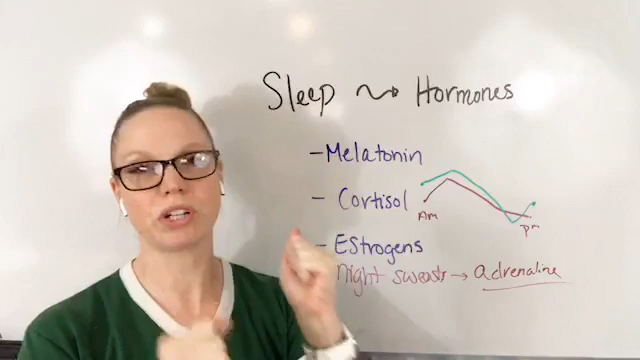 Sleep ~> Hormones
- Melatonin
- Cortisol
AM
PM
- Estrogens
night sweats → adrenaline